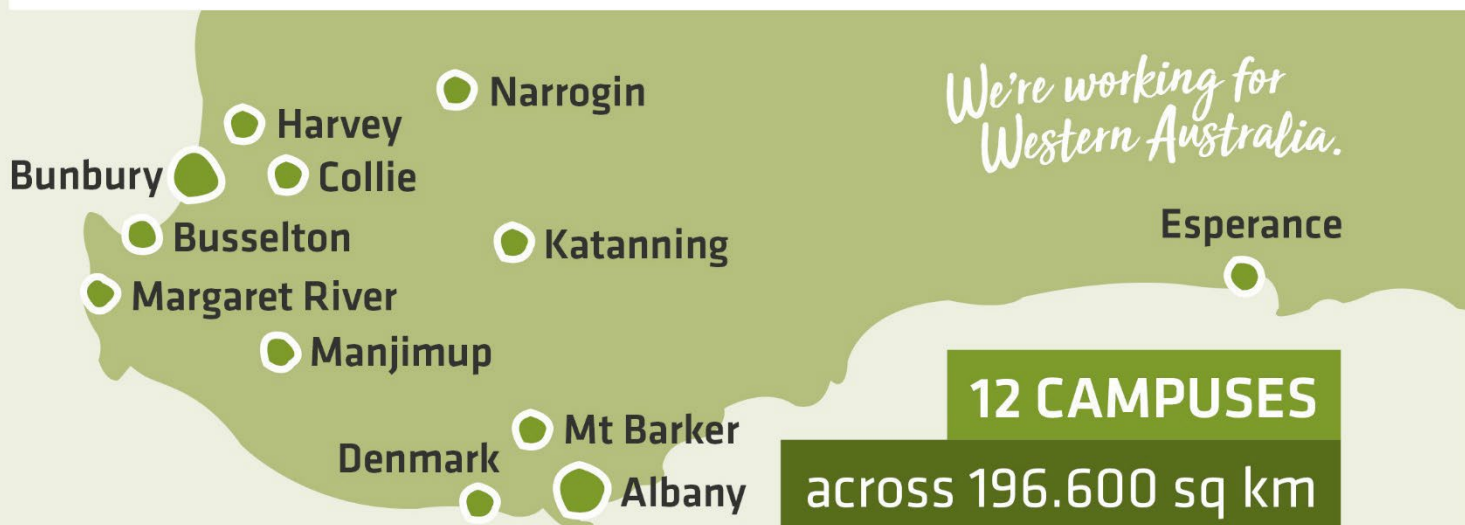 Narrogin
We're working for
Western Australia.
Harvey
Bunbury
Collie
Busselton
Katanning
Esperance
Margaret River
Manjimup
12 CAMPUSES
Mt Barker
Denmark
Albany
across 196.600 sq km